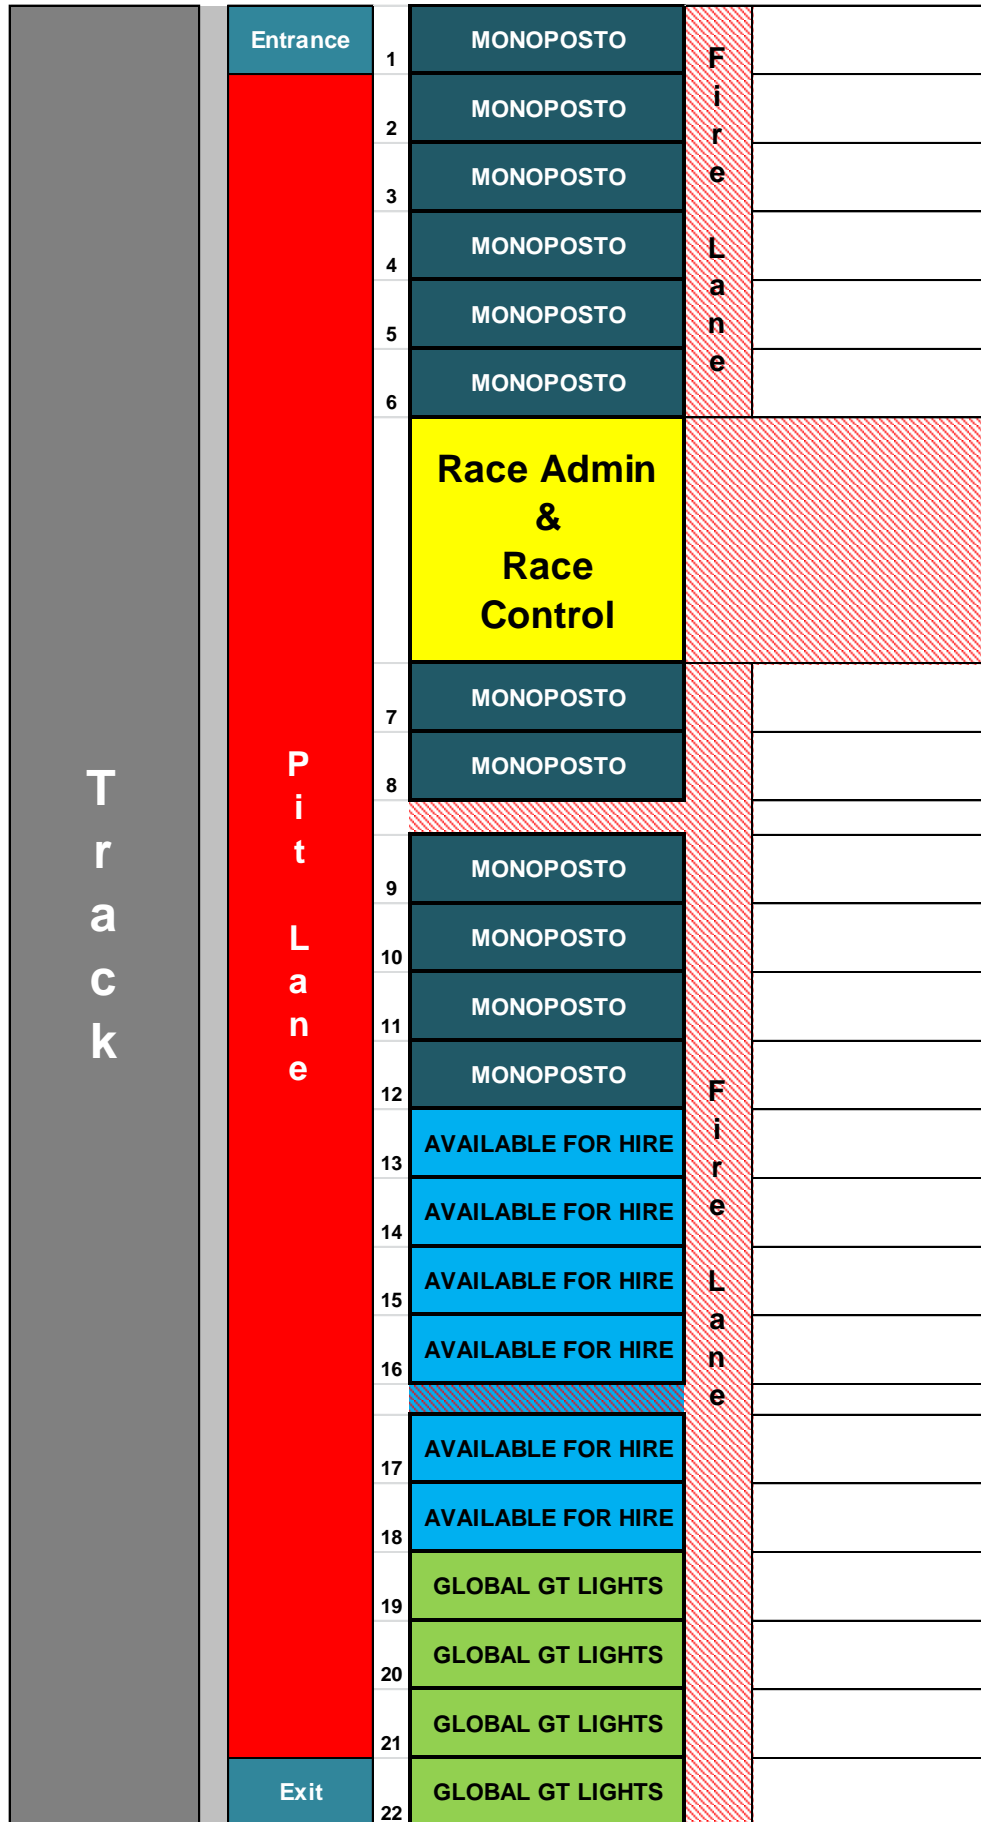 Track
Entrance
Pit Lane
Exit
1 MONOPOSTO
2 MONOPOSTO
3 MONOPOSTO
4 MONOPOSTO
5 MONOPOSTO
6 MONOPOSTO
Fire Lane
Race Admin
&
Race
Control
7 MONOPOSTO
8 MONOPOSTO
9 MONOPOSTO
10 MONOPOSTO
11 MONOPOSTO
12 MONOPOSTO
13 AVAILABLE FOR HIRE
14 AVAILABLE FOR HIRE
15 AVAILABLE FOR HIRE
16 AVAILABLE FOR HIRE
17 AVAILABLE FOR HIRE
18 AVAILABLE FOR HIRE
19 GLOBAL GT LIGHTS
20 GLOBAL GT LIGHTS
21 GLOBAL GT LIGHTS
22 GLOBAL GT LIGHTS
Fire Lane